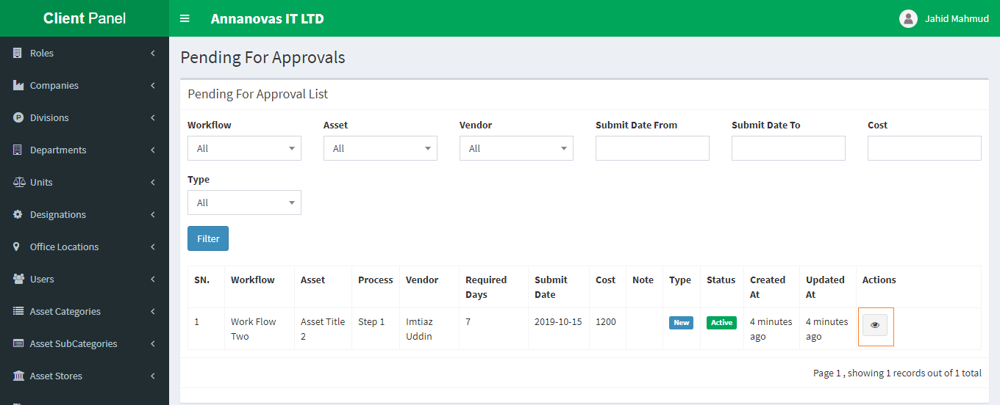 Client Panel
Annanovas IT LTD
Jahid Mahmud
Roles
Companies
Divisions
Departments
Units
Designations
Office Locations
Users
Asset Categories
Asset SubCategories
Asset Stores
Pending For Approvals
Pending For Approval List
Workflow Asset Vendor Submit Date From Submit Date To Cost
All All All
Type
All
Filter
SN. Workflow Asset Process Vendor Required Submit Cost Note Type Status Created Updated Actions
Days Date At At
1 Work Flow Asset Title Step 1 Imtiaz 7 2019-10-15 1200 New Active 4 minutes 4 minutes
Two 2 Uddin ago ago
Page 1 , showing 1 records out of 1 total